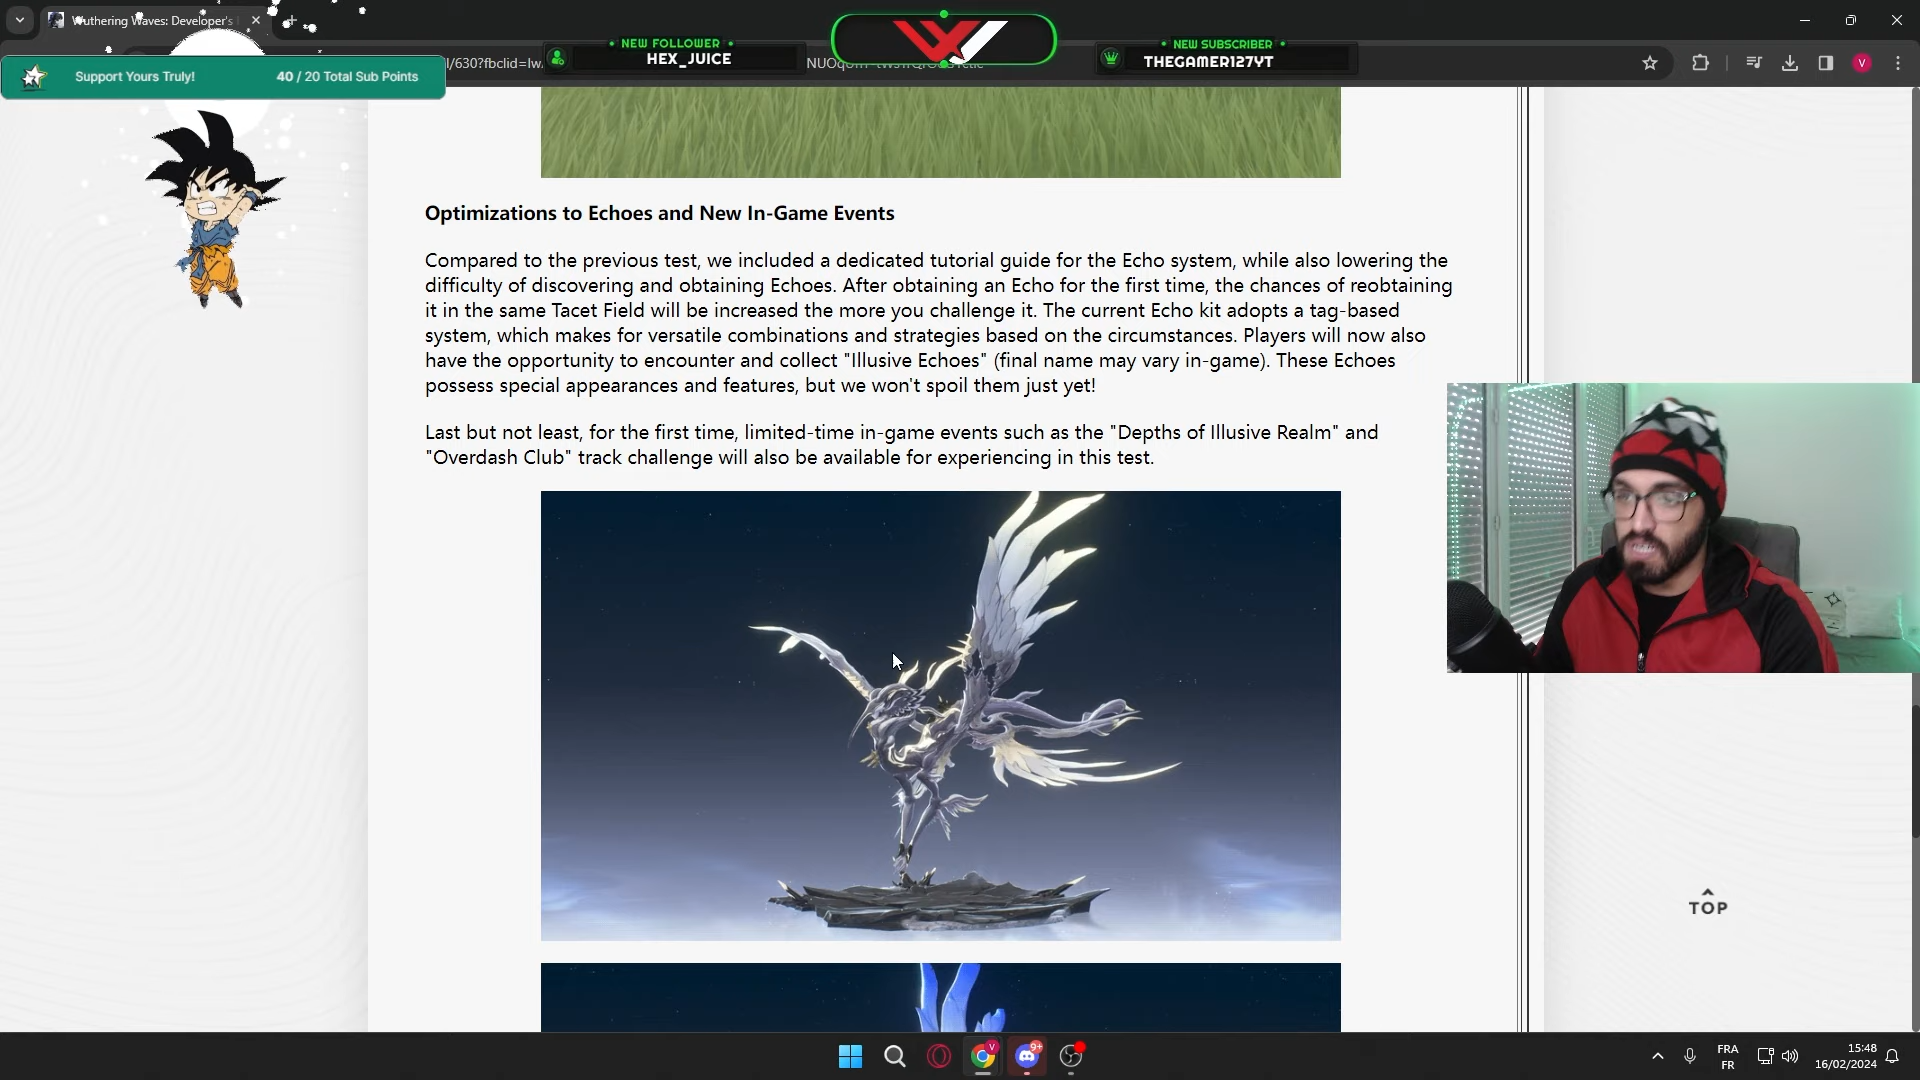 Wuthering Waves: Developer's
Support Yours Truly! 40 / 20 Total Sub Points
NEW FOLLOWER
HEX_JUICE
NEW SUBSCRIBER
THEGAMER127YT
/630?fbclid=Iw
V
Optimizations to Echoes and New In-Game Events
Compared to the previous test, we included a dedicated tutorial guide for the Echo system, while also lowering the
difficulty of discovering and obtaining Echoes. After obtaining an Echo for the first time, the chances of reobtaining
it in the same Tacet Field will be increased the more you challenge it. The current Echo kit adopts a tag-based
system, which makes for versatile combinations and strategies based on the circumstances. Players will now also
have the opportunity to encounter and collect "Illusive Echoes" (final name may vary in-game). These Echoes
possess special appearances and features, but we won't spoil them just yet!
Last but not least, for the first time, limited-time in-game events such as the "Depths of Illusive Realm" and
"Overdash Club" track challenge will also be available for experiencing in this test.
TOP
V
9+
FRA
FR
15:48
16/02/2024